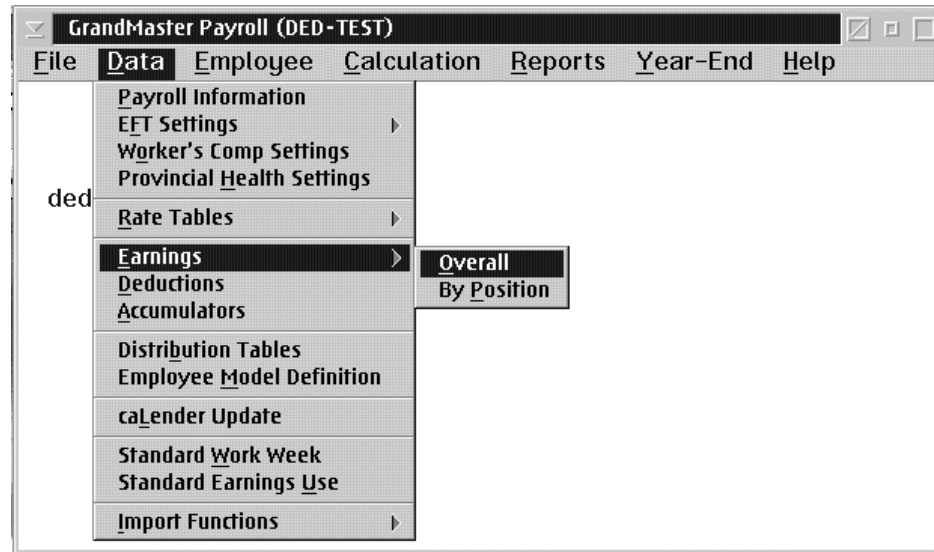 GrandMaster Payroll (DED-TEST)
File Data Employee Calculation Reports Year-End Help
Payroll Information
EFT Settings
Worker's Comp Settings
Provincial Health Settings
ded
Rate Tables
Earnings
Overall
Deductions
By Position
Accumulators
Distribution Tables
Employee Model Definition
caLender Update
Standard Work Week
Standard Earnings Use
Import Functions